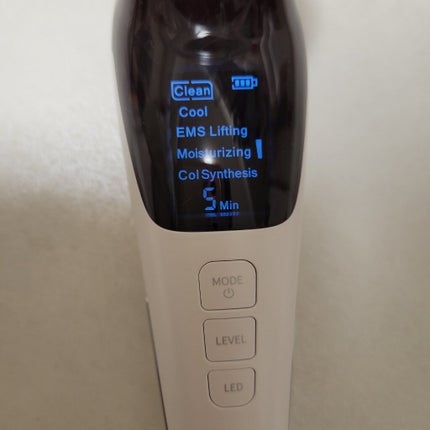 Clean
Cool
EMS Lifting
Moisturizing
Col Synthesis
5 Min
MODE
LEVEL
LED